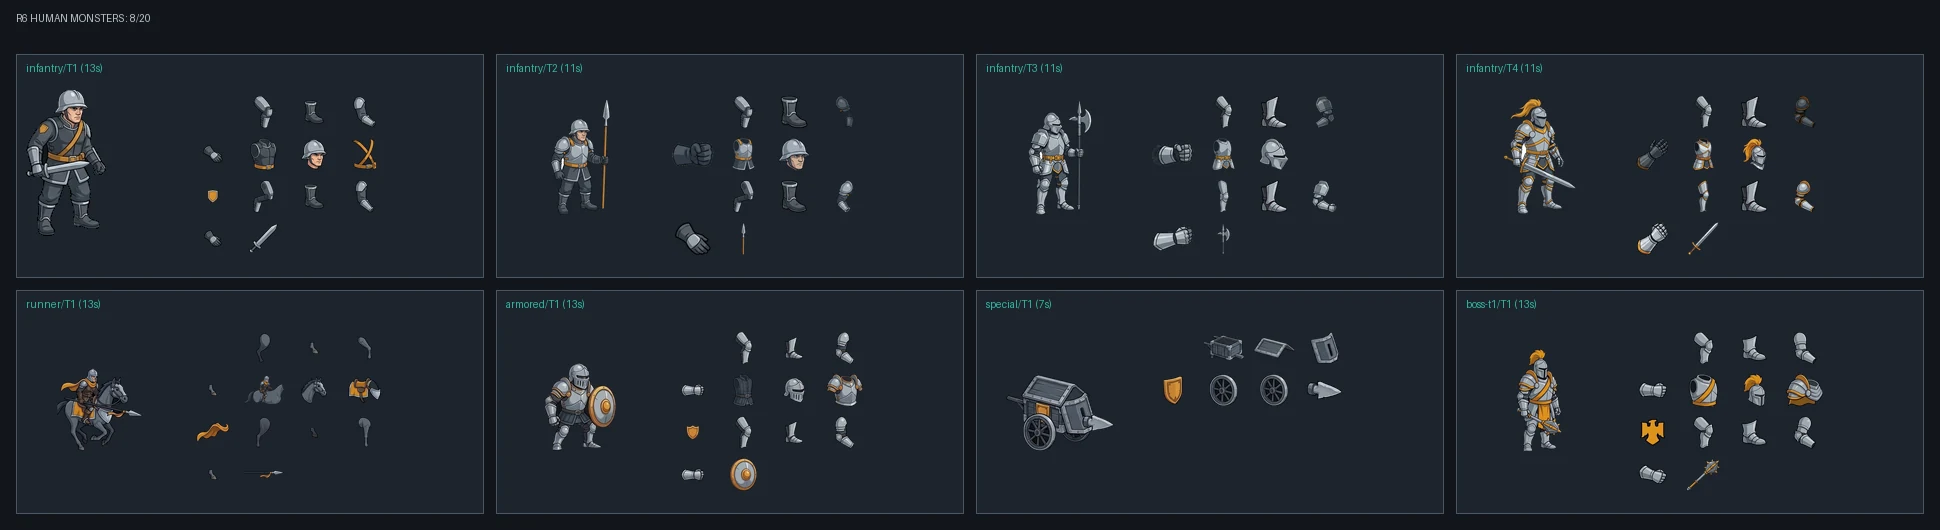 R6 HUMAN MONSTERS: 8/20
infantry/T1 (13s)
infantry/T2 (11s)
infantry/T3 (11s)
infantry/T4 (11s)
runner/T1 (13s)
armored/T1 (13s)
special/T1 (7s)
boss-t1/T1 (13s)